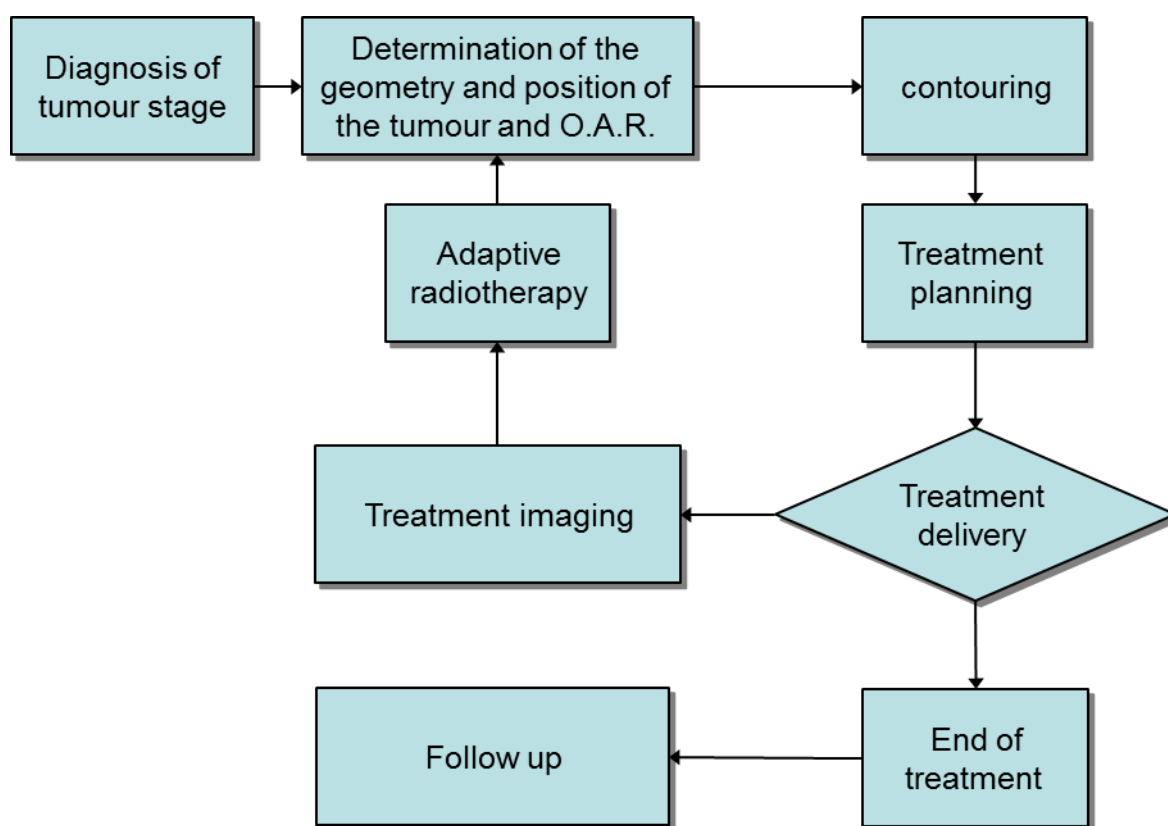 Diagnosis of
tumour stage
Determination of the
geometry and position of
the tumour and O.A.R.
contouring
Adaptive
radiotherapy
Treatment
planning
Treatment imaging
Treatment
delivery
Follow up
End of
treatment